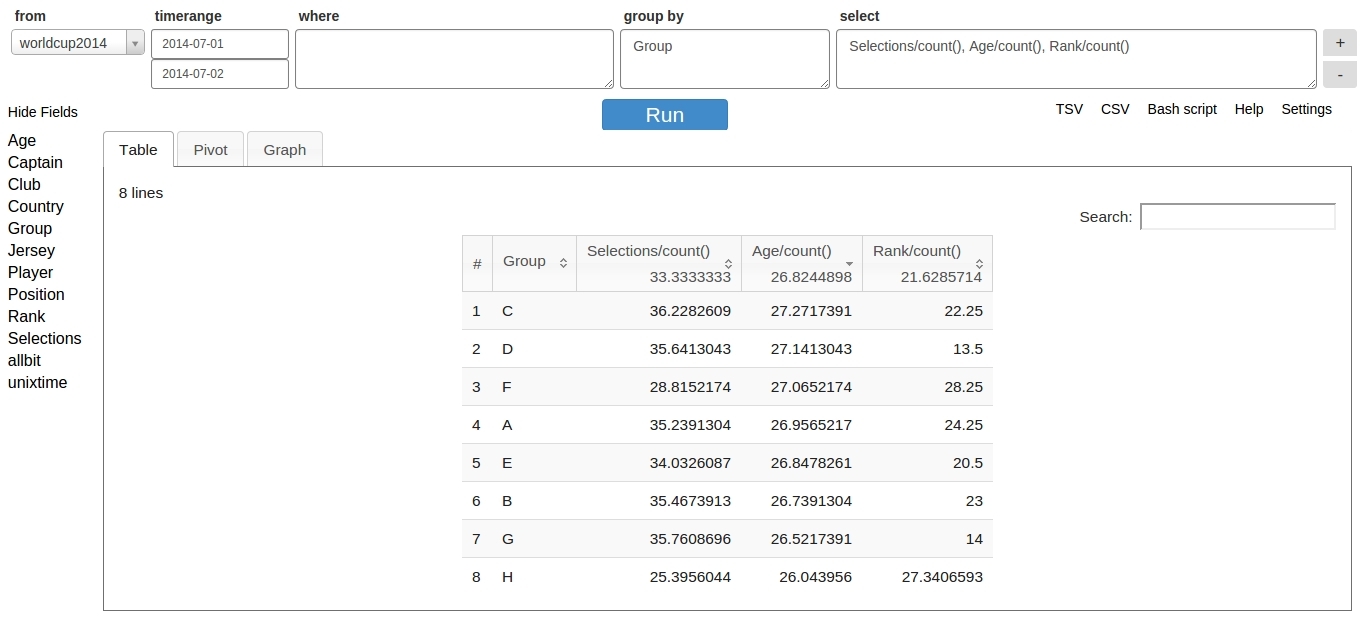 from timerange where group by select
worldcup2014 2014-07-01 Group Selections/count(), Age/count(), Rank/count() +
2014-07-02 -
Hide Fields Run TSV CSV Bash script Help Settings
Age
Captain
Club
Country
Group
Jersey
Player
Position
Rank
Selections
allbit
unixtime
Table Pivot Graph
8 lines
Search:
# Group Selections/count() Age/count() Rank/count()
33.3333333 26.8244898 21.6285714
1 C 36.2282609 27.2717391 22.25
2 D 35.6413043 27.1413043 13.5
3 F 28.8152174 27.0652174 28.25
4 A 35.2391304 26.9565217 24.25
5 E 34.0326087 26.8478261 20.5
6 B 35.4673913 26.7391304 23
7 G 35.7608696 26.5217391 14
8 H 25.3956044 26.043956 27.3406593